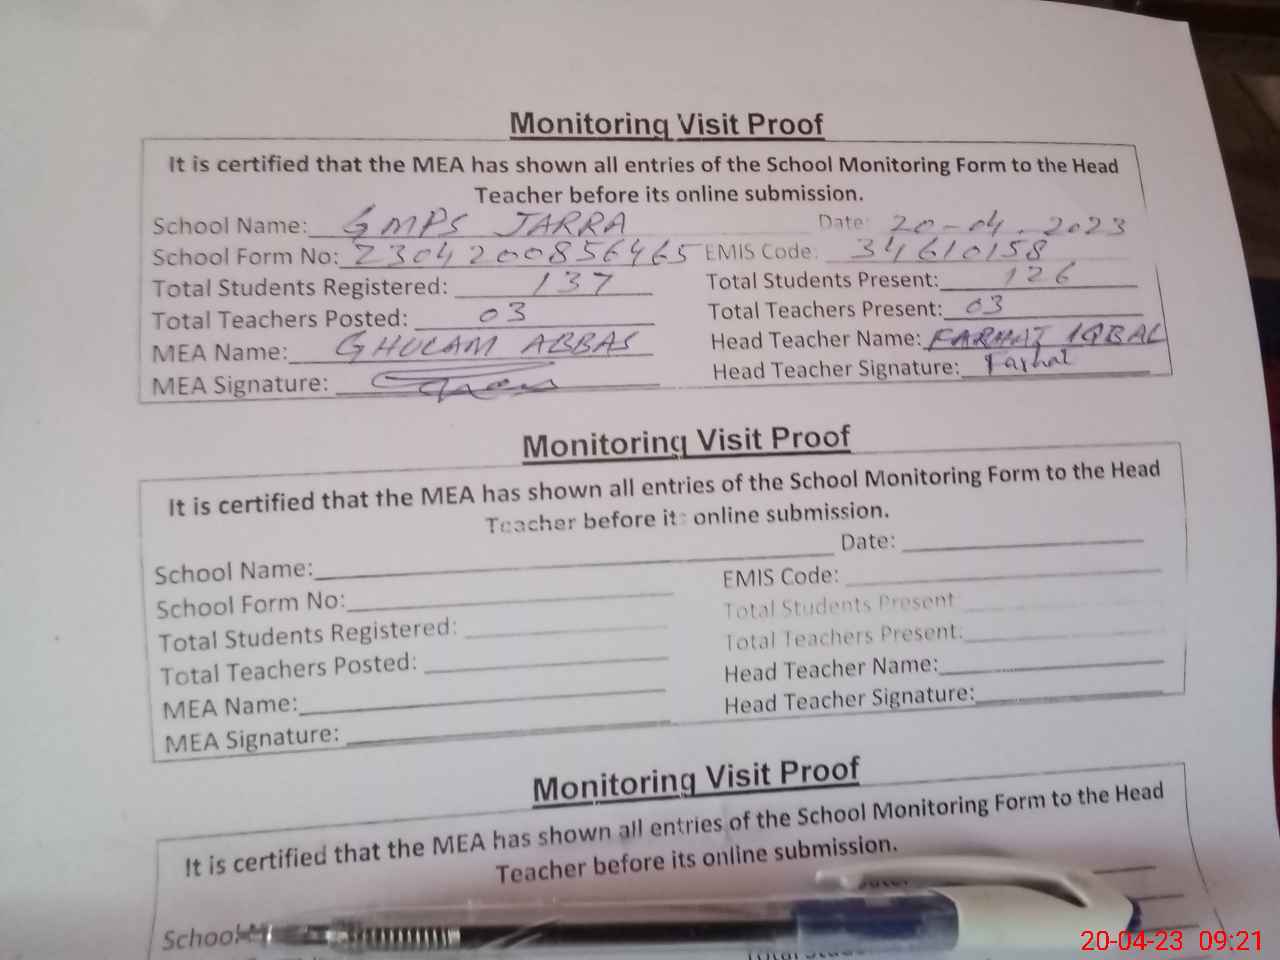 Monitoring Visit Proof
It is certified that the MEA has shown all entries of the School Monitoring Form to the Head
Teacher before its online submission.
School Name: GMPS JARRA Date: 20-04.2023
School Form No: 2304200856465 EMIS Code: 34610158
Total Students Registered: 137 Total Students Present: 126
Total Teachers Posted: 03 Total Teachers Present: 03
MEA Name: GHULAM ABBAS Head Teacher Name: FARHAT IQBAL
MEA Signature: Head Teacher Signature: Farhat
Monitoring Visit Proof
It is certified that the MEA has shown all entries of the School Monitoring Form to the Head
Teacher before its online submission.
School Name: Date:
School Form No: EMIS Code:
Total Students Registered: Total Students Present:
Total Teachers Posted: Total Teachers Present:
MEA Name: Head Teacher Name:
MEA Signature: Head Teacher Signature:
Monitoring Visit Proof
It is certified that the MEA has shown all entries of the School Monitoring Form to the Head
Teacher before its online submission.
School
20-04-23 09:21